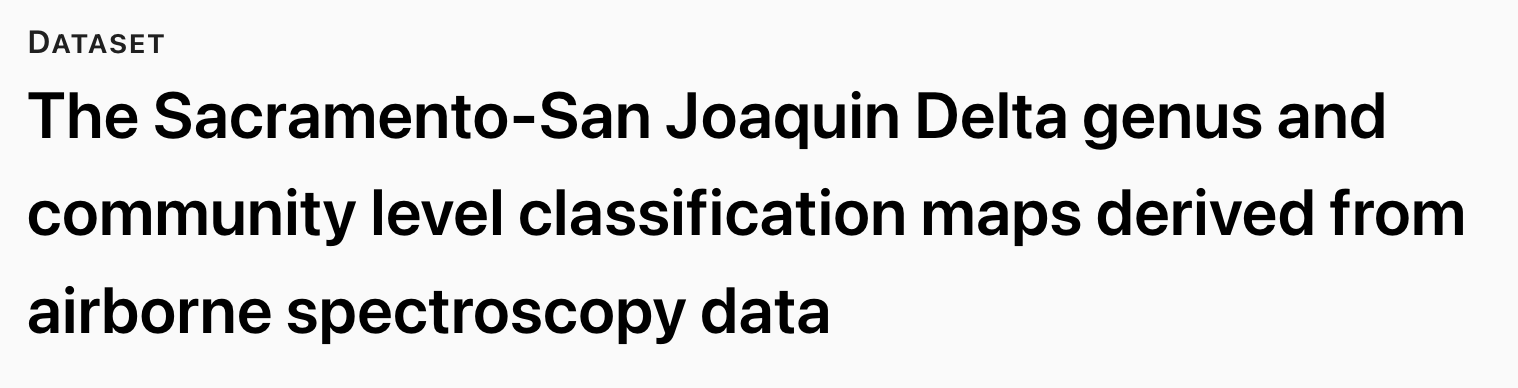 DATASET
The Sacramento-San Joaquin Delta genus and
community level classification maps derived from
airborne spectroscopy data